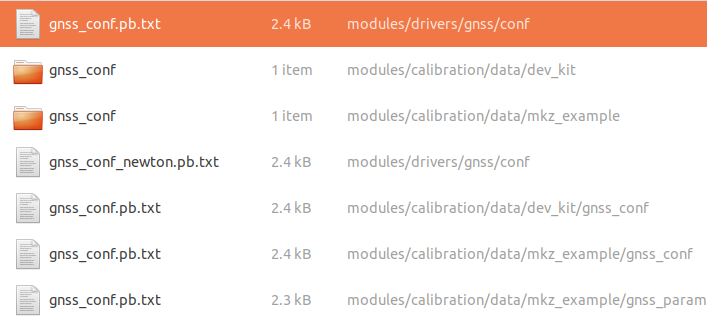 gnss_conf.pb.txt 2.4 kB modules/drivers/gnss/conf
gnss_conf 1 item modules/calibration/data/dev_kit
gnss_conf 1 item modules/calibration/data/mkz_example
gnss_conf_newton.pb.txt 2.4 kB modules/drivers/gnss/conf
gnss_conf.pb.txt 2.4 kB modules/calibration/data/dev_kit/gnss_conf
gnss_conf.pb.txt 2.4 kB modules/calibration/data/mkz_example/gnss_conf
gnss_conf.pb.txt 2.3 kB modules/calibration/data/mkz_example/gnss_param